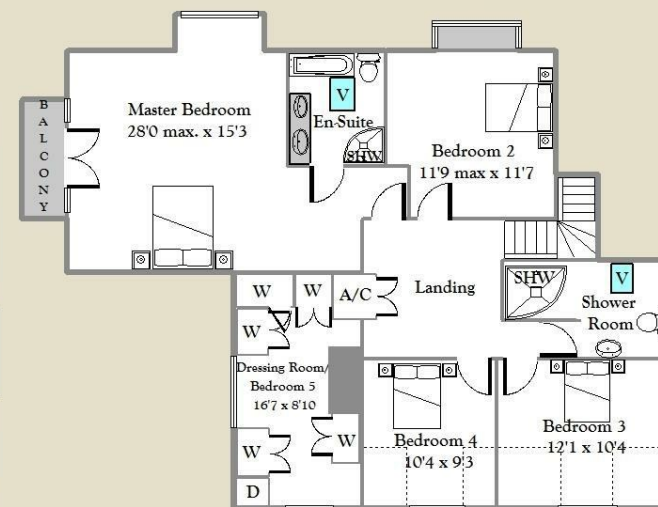 BALCONY
Master Bedroom
28'0 max. x 15'3
V
En-Suite
SHW
Bedroom 2
11'9 max x 11'7
W
W
A/C
Landing
SHW
V
Shower
Room
W
Dressing Room/
Bedroom 5
16'7 x 8'10
W
W
D
Bedroom 4
10'4 x 9'3
Bedroom 3
12'1 x 10'4